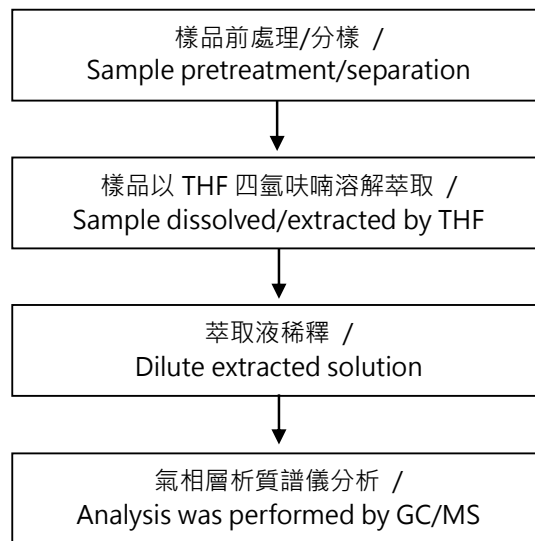 樣品前處理/分樣 /
Sample pretreatment/separation
樣品以 THF 四氫呋喃溶解萃取 /
Sample dissolved/extracted by THF
萃取液稀釋 /
Dilute extracted solution
氣相層析質譜儀分析 /
Analysis was performed by GC/MS